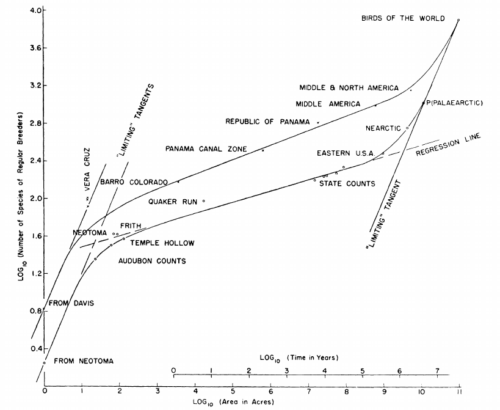 4.0
BIRDS OF THE WORLD
3.6
3.2
MIDDLE & NORTH AMERICA
MIDDLE AMERICA
P(PALAEARCTIC)
2.8
REPUBLIC OF PANAMA
NEARCTIC
"LIMITING" TANGENTS
PANAMA CANAL ZONE
EASTERN U.S.A
REGRESSION LINE
2.4
VERA CRUZ
BARRO COLORADO
STATE COUNTS
2.0
QUAKER RUN
"LIMITING" TANGENT
NEOTOMA
FRITH
1.6
TEMPLE HOLLOW
AUDUBON COUNTS
1.2
0.8
FROM DAVIS
0.4
FROM NEOTOMA
LOG10 (Number of Species of Regular Breeders)
LOG10 (Time in Years)
0 1 2 3 4 5 6 7
0 1 2 3 4 5 6 7 8 9 10 11
LOG10 (Area in Acres)